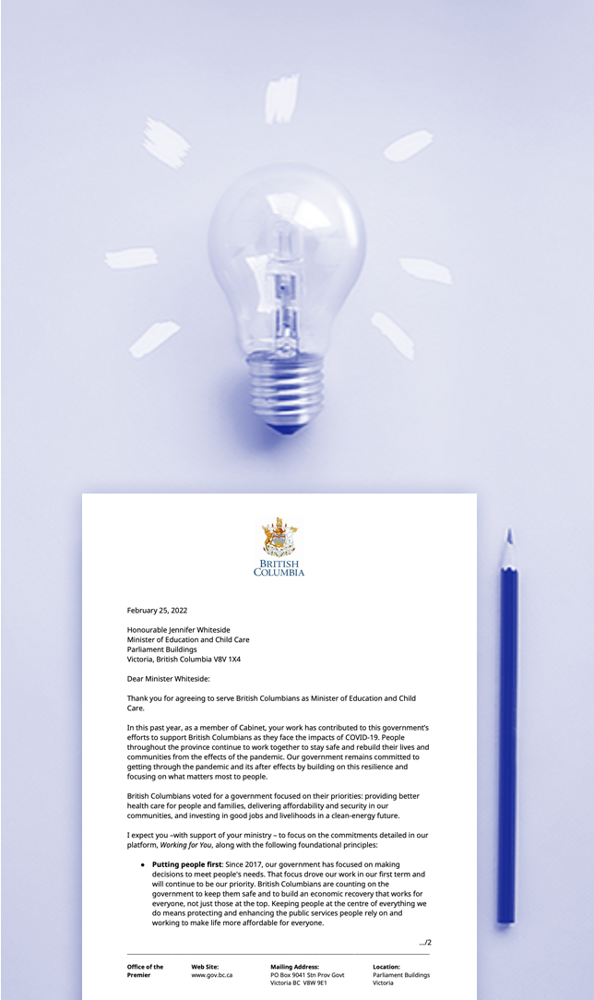 BRITISH
COLUMBIA
February 25, 2022
Honourable Jennifer Whiteside
Minister of Education and Child Care
Parliament Buildings
Victoria, British Columbia V8V 1X4
Dear Minister Whiteside:
Thank you for agreeing to serve British Columbians as Minister of Education and Child
Care.
In this past year, as a member of Cabinet, your work has contributed to this government’s
efforts to support British Columbians as they face the impacts of COVID-19. People
throughout the province continue to work together to stay safe and rebuild their lives and
communities from the effects of the pandemic. Our government remains committed to
getting through the pandemic and its after effects by building on this resilience and
focusing on what matters most to people.
British Columbians voted for a government focused on their priorities: providing better
health care for people and families, delivering affordability and security in our
communities, and investing in good jobs and livelihoods in a clean-energy future.
I expect you –with support of your ministry – to focus on the commitments detailed in our
platform, Working for You, along with the following foundational principles:
• Putting people first: Since 2017, our government has focused on making
decisions to meet people's needs. That focus drove our work in our first term and
will continue to be our priority. British Columbians are counting on the
government to keep them safe and to build an economic recovery that works for
everyone, not just those at the top. Keeping people at the centre of everything we
do means protecting and enhancing the public services people rely on and
working to make life more affordable for everyone.
.../2
Office of the
Premier
Web Site:
www.gov.bc.ca
Mailing Address:
PO Box 9041 Stn Prov Govt
Victoria BC V8W 9E1
Location:
Parliament Buildings
Victoria